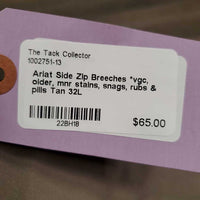 The Tack Collector
1002751-13
Ariat Side Zip Breeches *vgc,
older, mnr stains, snags, rubs &
pills Tan 32L
22BH18
$65.00